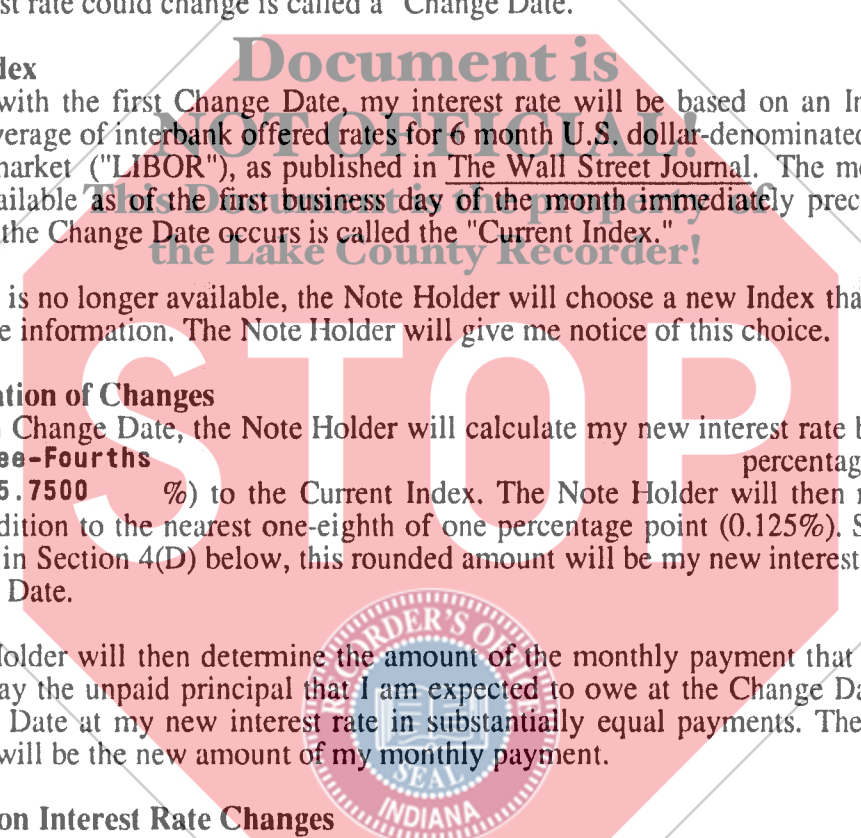 st rate could change is called a "Change Date."
Document is
dex
with the first Change Date, my interest rate will be based on an In
NOT OFFICIAL!
verage of interbank offered rates for 6 month U.S. dollar-denominated
market ("LIBOR"), as published in The Wall Street Journal. The mo
This Document is the property of
ailable as of the first business day of the month immediately prec
the Change Date occurs is called the "Current Index."
the Lake County Recorder!
is no longer available, the Note Holder will choose a new Index tha
e information. The Note Holder will give me notice of this choice.
STOP
ation of Changes
Change Date, the Note Holder will calculate my new interest rate b
ee-Fourths percentag
5.7500 %) to the Current Index. The Note Holder will then r
dition to the nearest one-eighth of one percentage point (0.125%). S
in Section 4(D) below, this rounded amount will be my new interest
Date.
Holder will then determine the amount of the monthly payment that
ay the unpaid principal that I am expected to owe at the Change Da
Date at my new interest rate in substantially equal payments. The
will be the new amount of my monthly payment.
RECORDER'S OFFICE
SEAL
INDIANA
on Interest Rate Changes